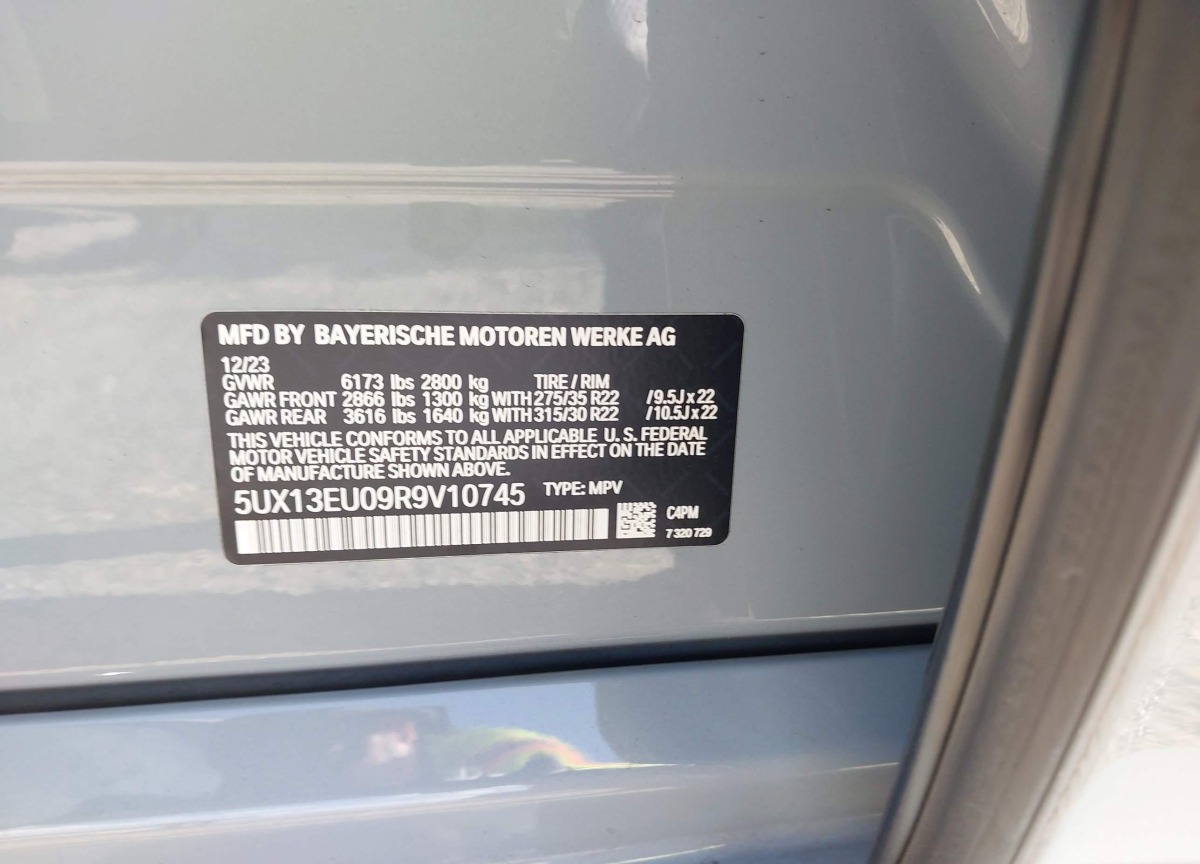 MFD BY BAYERISCHE MOTOREN WERKE AG
12/23
GVWR 6173 lbs 2800 kg TIRE / RIM
GAWR FRONT 2866 lbs 1300 kg WITH 275/35 R22 /9.5J x 22
GAWR REAR 3616 lbs 1640 kg WITH 315/30 R22 /10.5J x 22
THIS VEHICLE CONFORMS TO ALL APPLICABLE U. S. FEDERAL
MOTOR VEHICLE SAFETY STANDARDS IN EFFECT ON THE DATE
OF MANUFACTURE SHOWN ABOVE.
5UX13EU09R9V10745 TYPE: MPV
C4PM
7 320 729